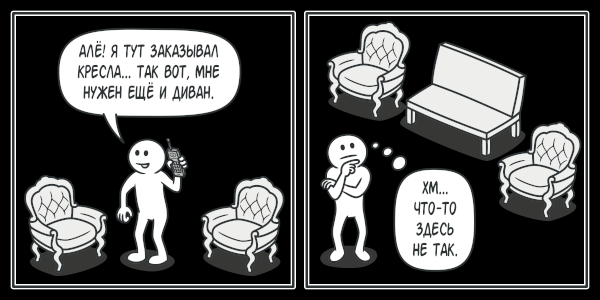 АЛЁ! Я ТУТ ЗАКАЗЫВАЛ
КРЕСЛА... ТАК ВОТ, МНЕ
НУЖЕН ЕЩЁ И ДИВАН.
ХМ...
ЧТО-ТО
ЗДЕСЬ
НЕ ТАК.